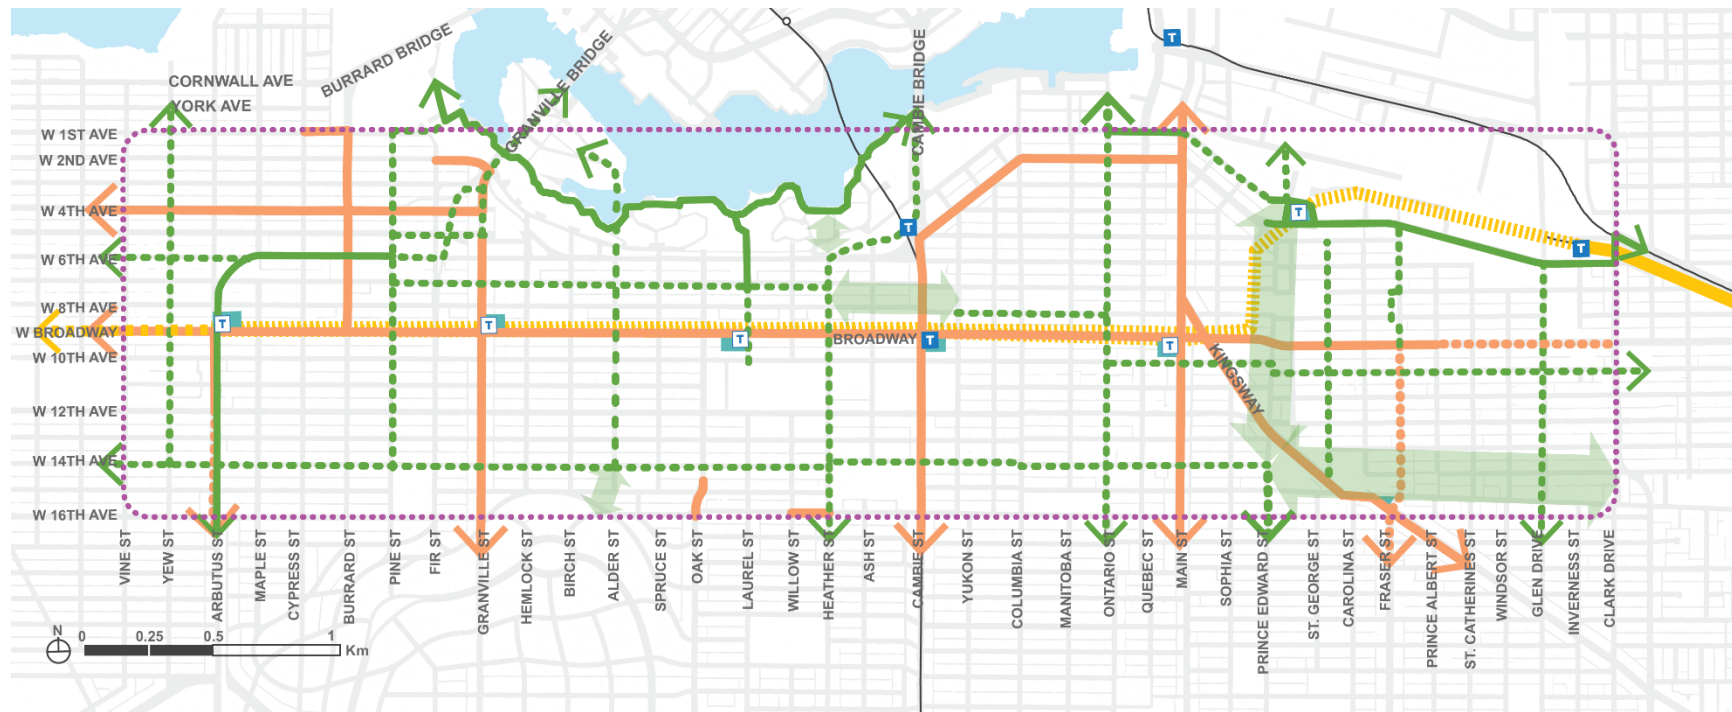 BURRARD BRIDGE
GRANVILLE BRIDGE
CAMBIE BRIDGE
T
CORNWALL AVE
YORK AVE
W 1ST AVE
W 2ND AVE
W 4TH AVE
T
T
T
W 6TH AVE
W 8TH AVE
W BROADWAY
T
T
T
BROADWAY
T
T
KINGSWAY
W 10TH AVE
W 12TH AVE
W 14TH AVE
W 16TH AVE
VINE ST
YEW ST
ARBUTUS ST
MAPLE ST
CYPRESS ST
BURRARD ST
PINE ST
FIR ST
GRANVILLE ST
HEMLOCK ST
BIRCH ST
ALDER ST
SPRUCE ST
OAK ST
LAUREL ST
WILLOW ST
HEATHER ST
ASH ST
CAMBIE ST
YUKON ST
COLUMBIA ST
MANITOBA ST
ONTARIO ST
QUEBEC ST
MAIN ST
SOPHIA ST
PRINCE EDWARD ST
ST. GEORGE ST
CAROLINA ST
FRASER ST
PRINCE ALBERT ST
ST. CATHERINES ST
WINDSOR ST
GLEN DRIVE
INVERNESS ST
CLARK DRIVE
N
0 0.25 0.5 1
Km